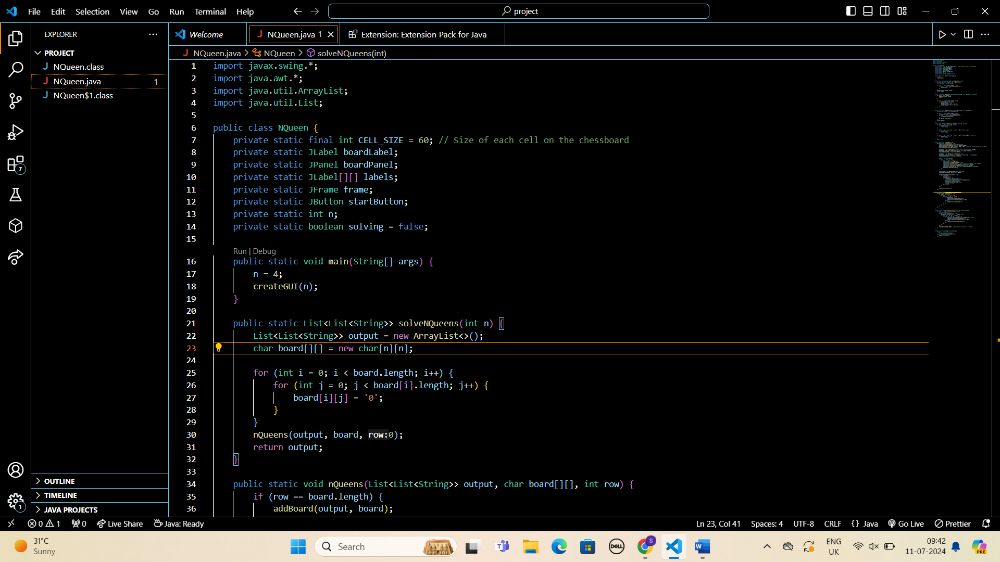 File Edit Selection View Go Run Terminal Help
project
EXPLORER
Welcome
NQueen.java 1
Extension: Extension Pack for Java
PROJECT
NQueen.class
NQueen.java 1
NQueen$1.class
NQueen.java > NQueen > solveNQueens(int)
1 import javax.swing.*;
2 import java.awt.*;
3 import java.util.ArrayList;
4 import java.util.List;
5
6 public class NQueen {
7 private static final int CELL_SIZE = 60; // Size of each cell on the chessboard
8 private static JLabel boardLabel;
9 private static JPanel boardPanel;
10 private static JLabel[][] labels;
11 private static JFrame frame;
12 private static JButton startButton;
13 private static int n;
14 private static boolean solving = false;
15
Run | Debug
16 public static void main(String[] args) {
17 n = 4;
18 createGUI(n);
19 }
20
21 public static List<List<String>> solveNQueens(int n) {
22 List<List<String>> output = new ArrayList<>();
23 char board[][] = new char[n][n];
24
25 for (int i = 0; i < board.length; i++) {
26 for (int j = 0; j < board[i].length; j++) {
27 board[i][j] = '0';
28 }
29 }
30 nQueens(output, board, row:0);
31 return output;
32 }
33
34 public static void nQueens(List<List<String>> output, char board[][], int row) {
35 if (row == board.length) {
36 addBoard(output, board);
7
1
OUTLINE
TIMELINE
JAVA PROJECTS
0 1 0 Live Share Java: Ready
Ln 23, Col 41 Spaces: 4 UTF-8 CRLF {} Java Go Live Prettier
31°C
Sunny
Search
DELL
S
W
T
ENG
UK
09:42
11-07-2024
PRE